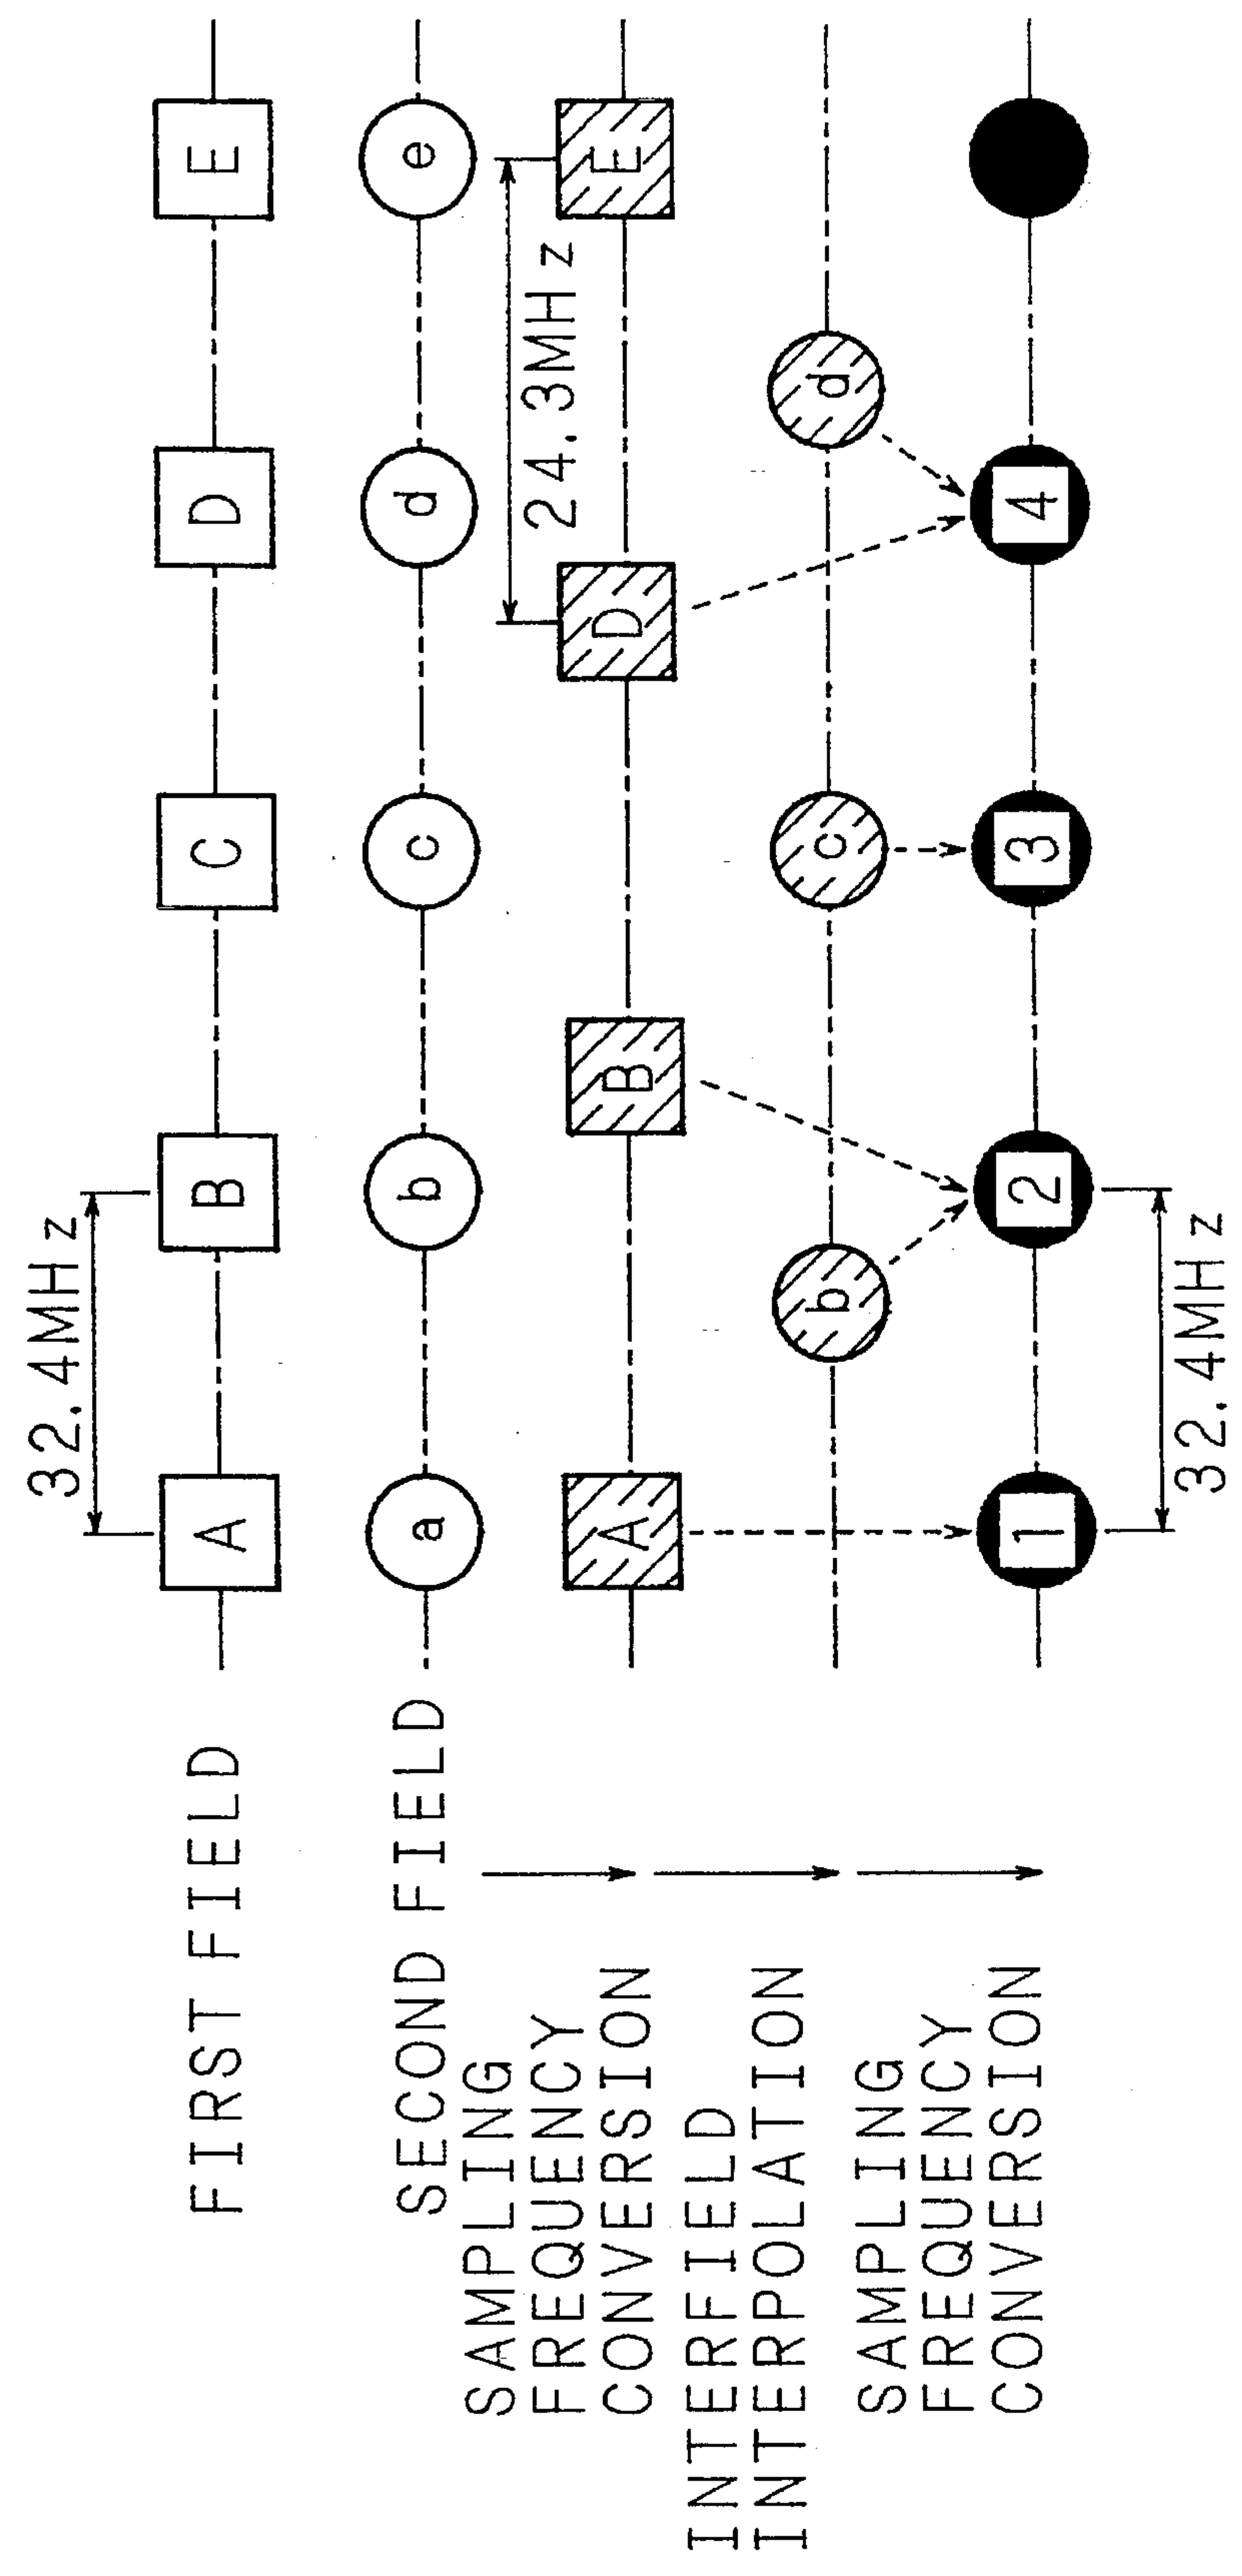 32.4MHz
FIRST FIELD A B C D E
SECOND FIELD a b c d e
24.3MHz
SAMPLING
FREQUENCY
CONVERSION
A B D E
INTERFIELD
INTERPOLATION
b c d
SAMPLING
FREQUENCY
CONVERSION
1 2 3 4
32.4MHz